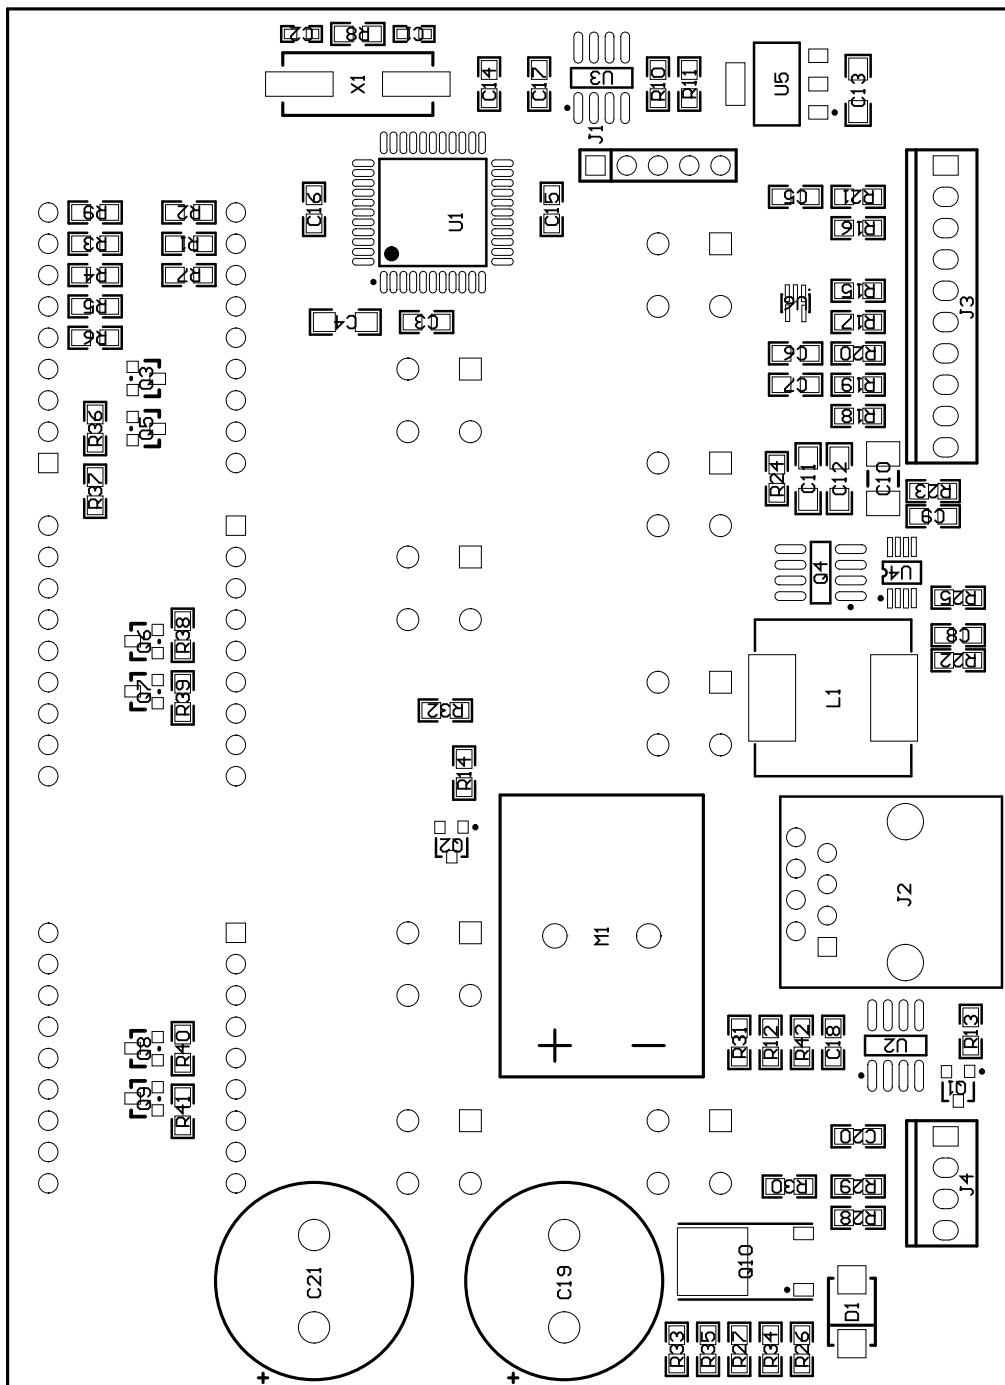 C2
R8
C1
X1
C14
C17
U3
R10
R11
U5
C13
J1
C16
U1
C15
C5
R21
R16
R9
R2
R3
R1
R4
R7
R5
R6
C4
C3
U6
R15
R17
C6
R20
C7
R19
R18
J3
Q3
Q5
R36
R37
R24
C11
C12
C10
R23
C9
Q4
U4
R25
C8
R22
Q6
R38
Q7
R39
L1
R32
R14
Q2
M1
+
-
J2
R31
R12
R42
C18
U2
R13
Q1
Q8
R40
Q9
R41
C20
R30
R29
R28
J4
C21
C19
Q10
D1
R33
R35
R27
R34
R26
+
+